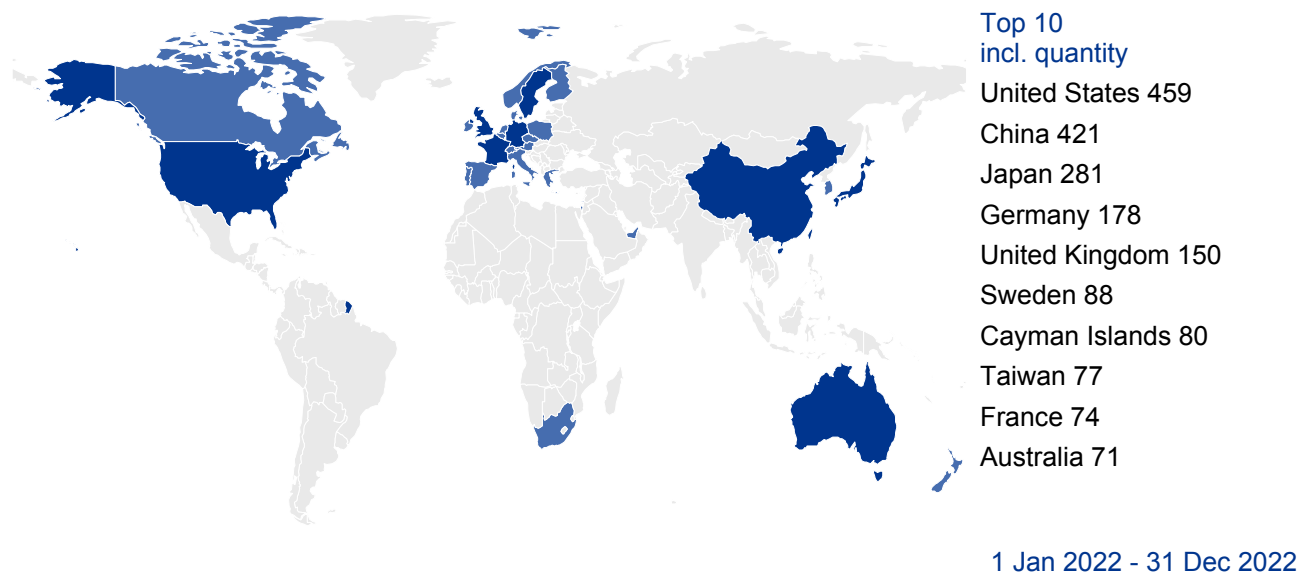 Top 10
incl. quantity
United States 459
China 421
Japan 281
Germany 178
United Kingdom 150
Sweden 88
Cayman Islands 80
Taiwan 77
France 74
Australia 71
1 Jan 2022 - 31 Dec 2022